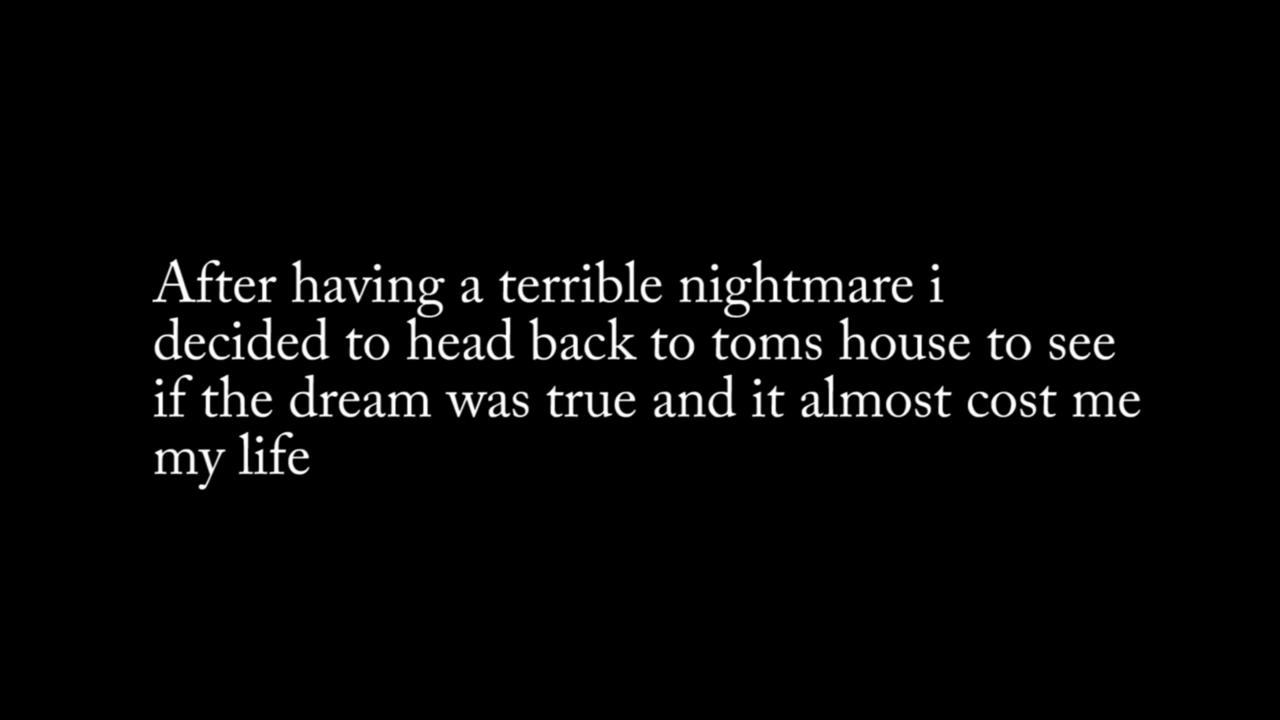 After having a terrible nightmare i
decided to head back to toms house to see
if the dream was true and it almost cost me
my life